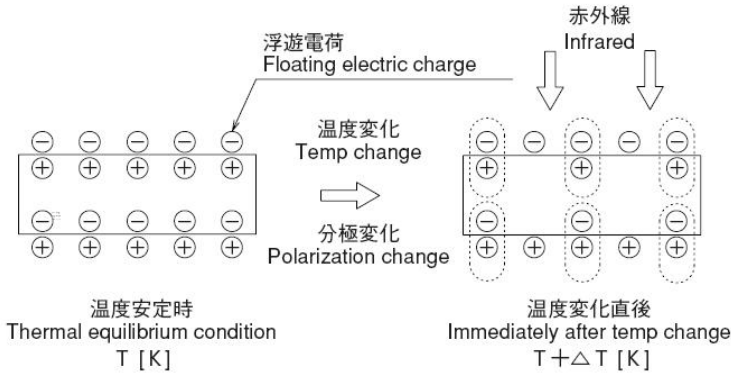 浮遊電荷
Floating electric charge
赤外線
Infrared
温度変化
Temp change
分極変化
Polarization change
温度安定時
Thermal equilibrium condition
T [K]
温度変化直後
Immediately after temp change
T+△T [K]